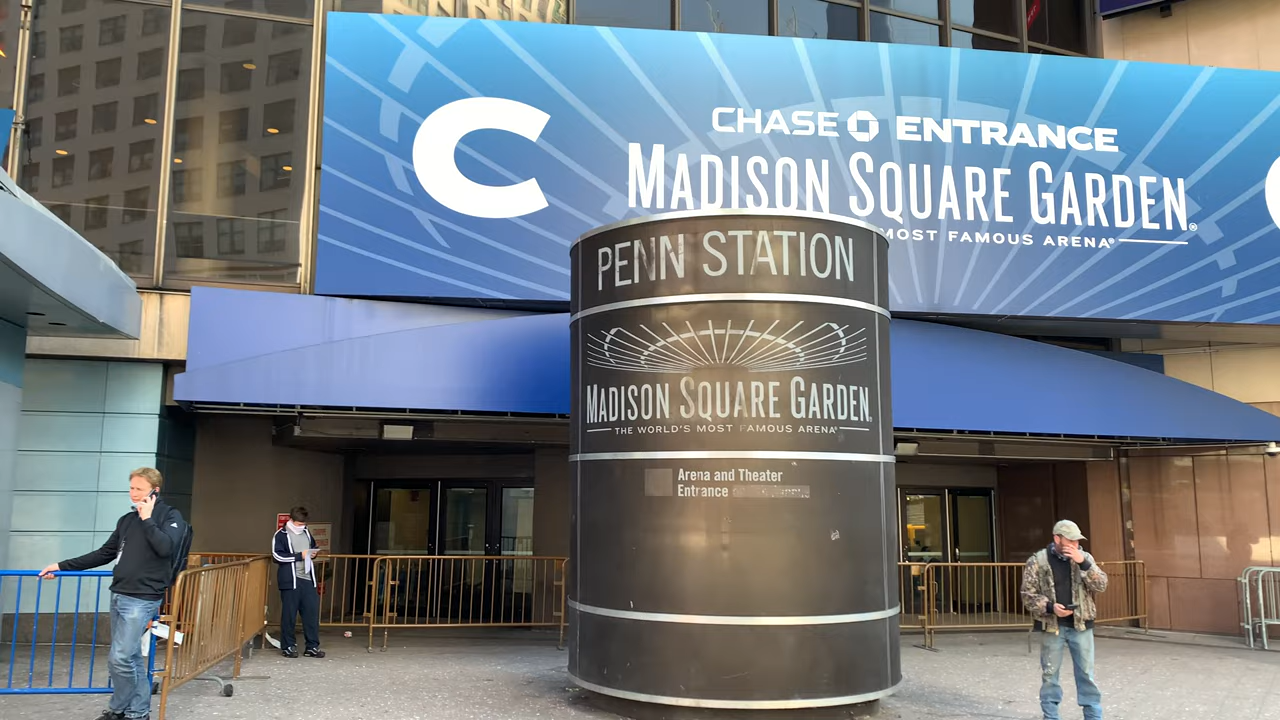 C
CHASE ENTRANCE
MADISON SQUARE GARDEN®
MOST FAMOUS ARENA®
PENN STATION
MADISON SQUARE GARDEN®
THE WORLD'S MOST FAMOUS ARENA®
Arena and Theater
Entrance